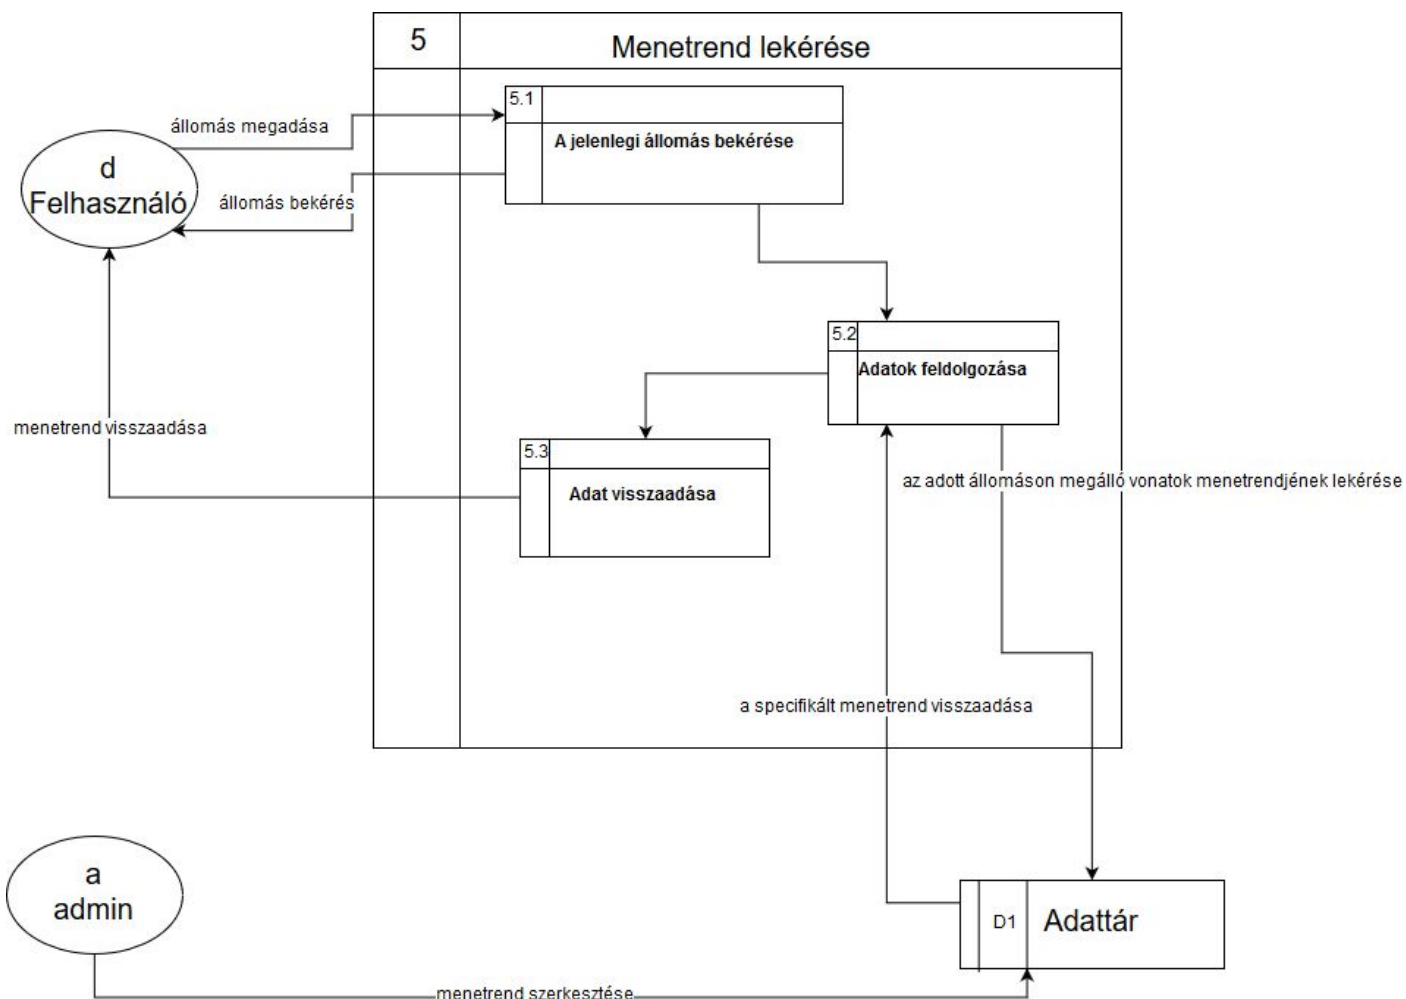 5
Menetrend lekérése
5.1
A jelenlegi állomás bekérése
állomás megadása
d
Felhasználó
állomás bekérés
5.2
Adatok feldolgozása
menetrend visszaadása
5.3
Adat visszaadása
az adott állomáson megálló vonatok menetrendjének lekérése
a specifikált menetrend visszaadása
a
admin
D1
Adattár
menetrend szerkesztése